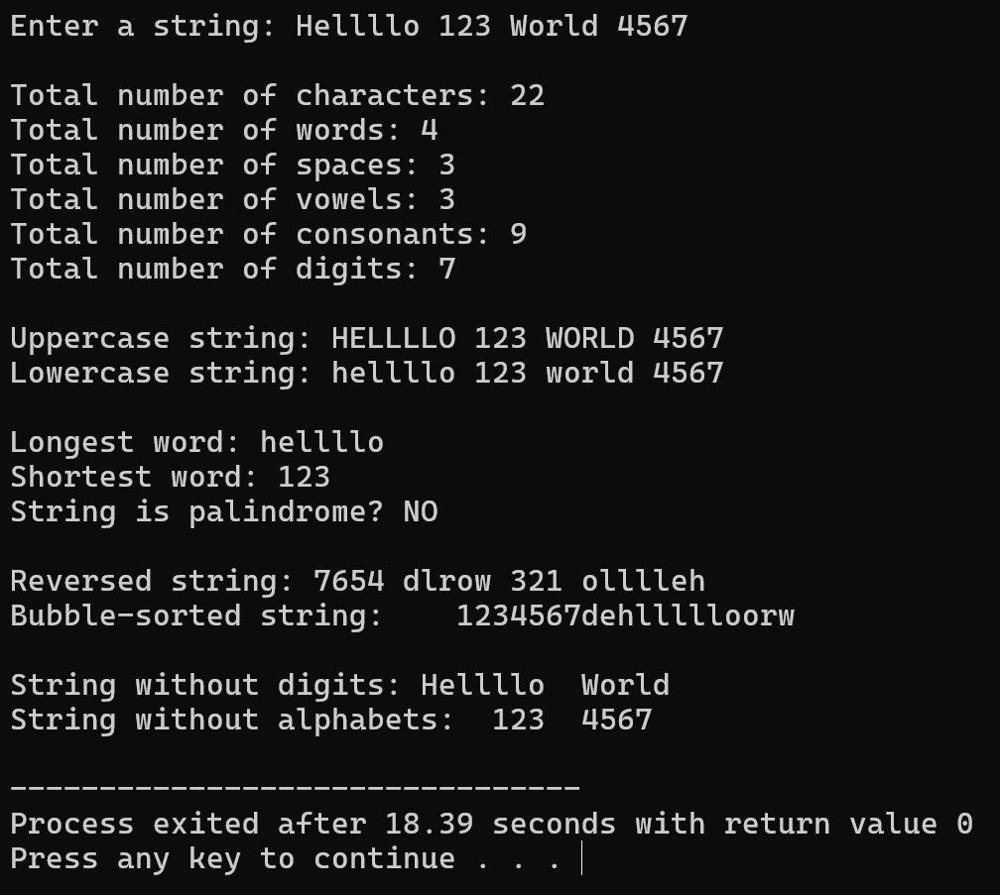 Enter a string: Hellllo 123 World 4567
Total number of characters: 22
Total number of words: 4
Total number of spaces: 3
Total number of vowels: 3
Total number of consonants: 9
Total number of digits: 7
Uppercase string: HELLLLO 123 WORLD 4567
Lowercase string: hellllo 123 world 4567
Longest word: hellllo
Shortest word: 123
String is palindrome? NO
Reversed string: 7654 dlrow 321 olllleh
Bubble-sorted string:    1234567dehllllloorw
String without digits: Hellllo  World
String without alphabets:  123  4567
--------------------------------
Process exited after 18.39 seconds with return value 0
Press any key to continue . . .